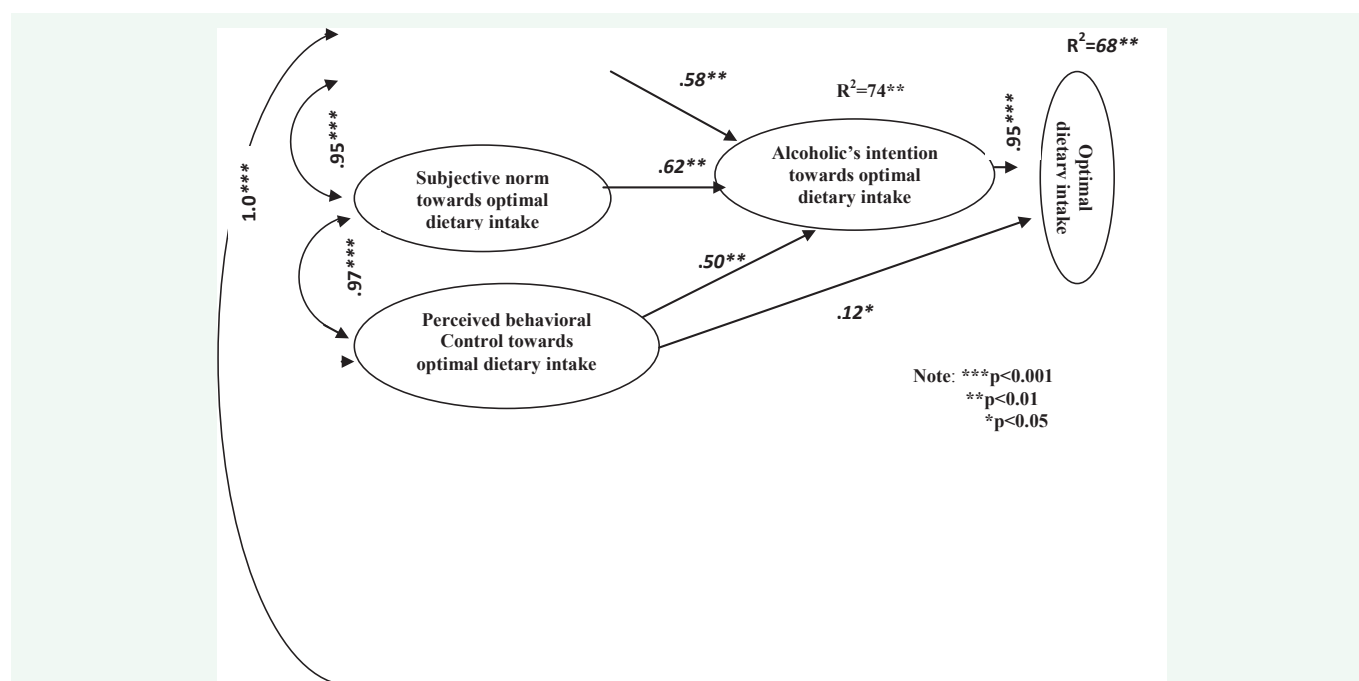 R²=68**
.58**
R²=74**
.95***
.95***
Alcoholic's intention
towards optimal
dietary intake
Optimal
dietary intake
1.0***
.62**
Subjective norm
towards optimal
dietary intake
.97***
.50**
.12*
Perceived behavioral
Control towards
optimal dietary intake
Note: ***p<0.001
**p<0.01
*p<0.05